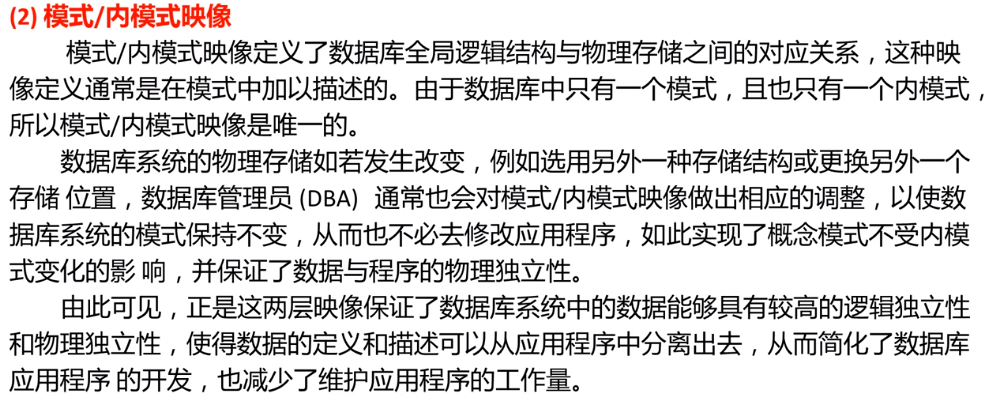 (2) 模式/内模式映像
模式/内模式映像定义了数据库全局逻辑结构与物理存储之间的对应关系，这种映
像定义通常是在模式中加以描述的。由于数据库中只有一个模式，且也只有一个内模式，
所以模式/内模式映像是唯一的。
数据库系统的物理存储如若发生改变，例如选用另外一种存储结构或更换另外一个
存储 位置，数据库管理员 (DBA) 通常也会对模式/内模式映像做出相应的调整，以使数
据库系统的模式保持不变，从而也不必去修改应用程序，如此实现了概念模式不受内模
式变化的影 响，并保证了数据与程序的物理独立性。
由此可见，正是这两层映像保证了数据库系统中的数据能够具有较高的逻辑独立性
和物理独立性，使得数据的定义和描述可以从应用程序中分离出去，从而简化了数据库
应用程序 的开发，也减少了维护应用程序的工作量。